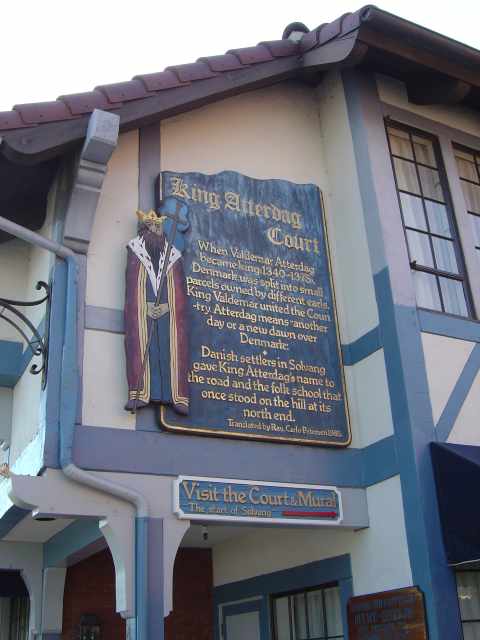 King Atterdag
Court
When Valdemar Atterdag
became king 1340-1375,
Denmark was split into small
parcels owned by different earls.
King Valdemar united the Coun
-try Atterdag means-another
day or a new dawn over
Denmark.
Danish settlers in Solvang
gave King Atterdag's name to
the road and the folk school that
once stood on the hill at its
north end.
Translated by Rev. Carlo Petersen 1985
Visit the Court & Mural
The start of Solvang